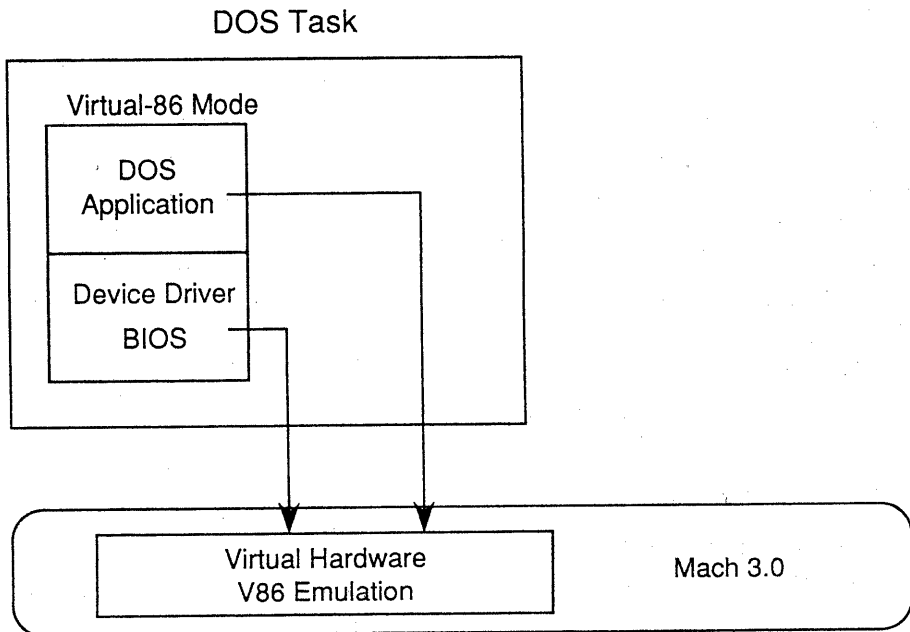 DOS Task
Virtual-86 Mode
DOS
Application
Device Driver
BIOS
Virtual Hardware
V86 Emulation
Mach 3.0